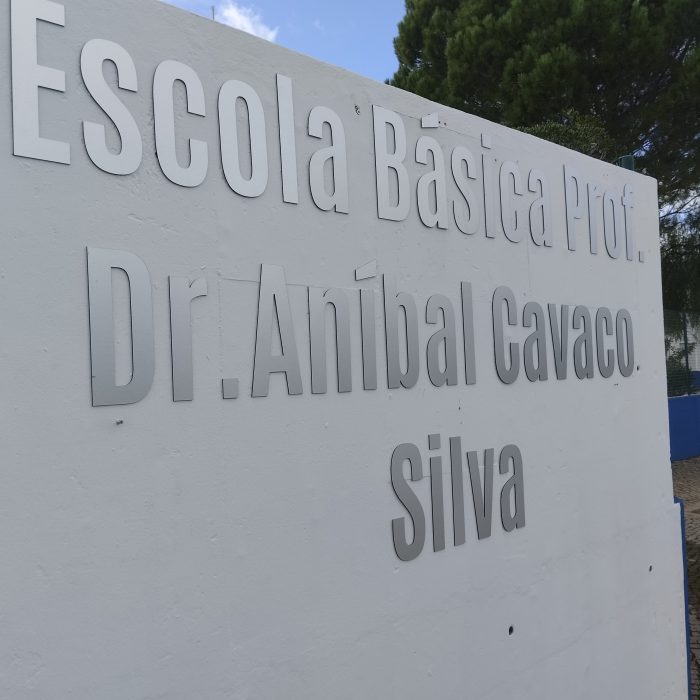 Escola Básica Prof.
Dr. Aníbal Cavaco
Silva